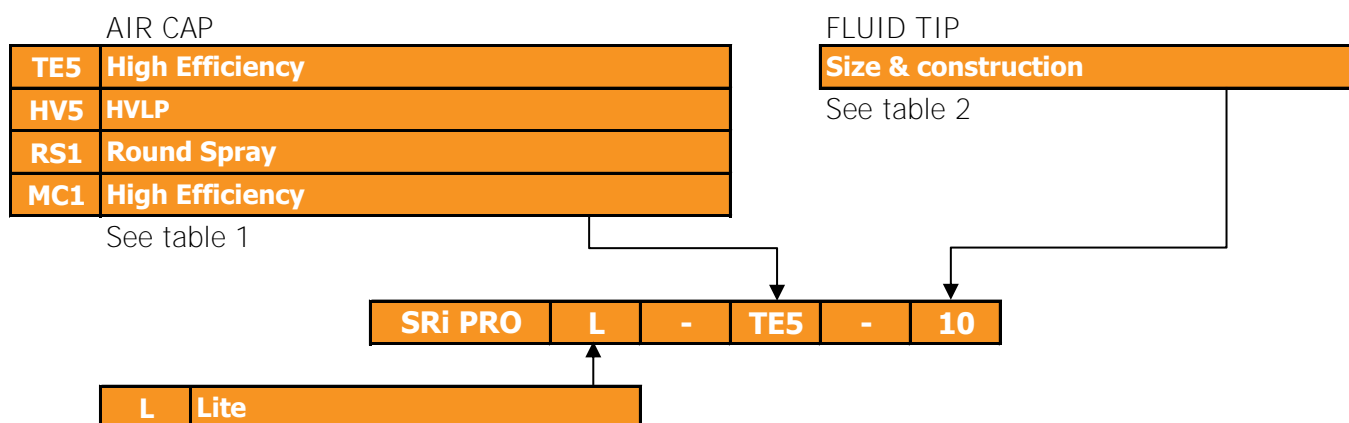 AIR CAP
TE5 High Efficiency
HV5 HVLP
RS1 Round Spray
MC1 High Efficiency
See table 1
FLUID TIP
Size & construction
See table 2
SRi PRO L - TE5 - 10
L Lite